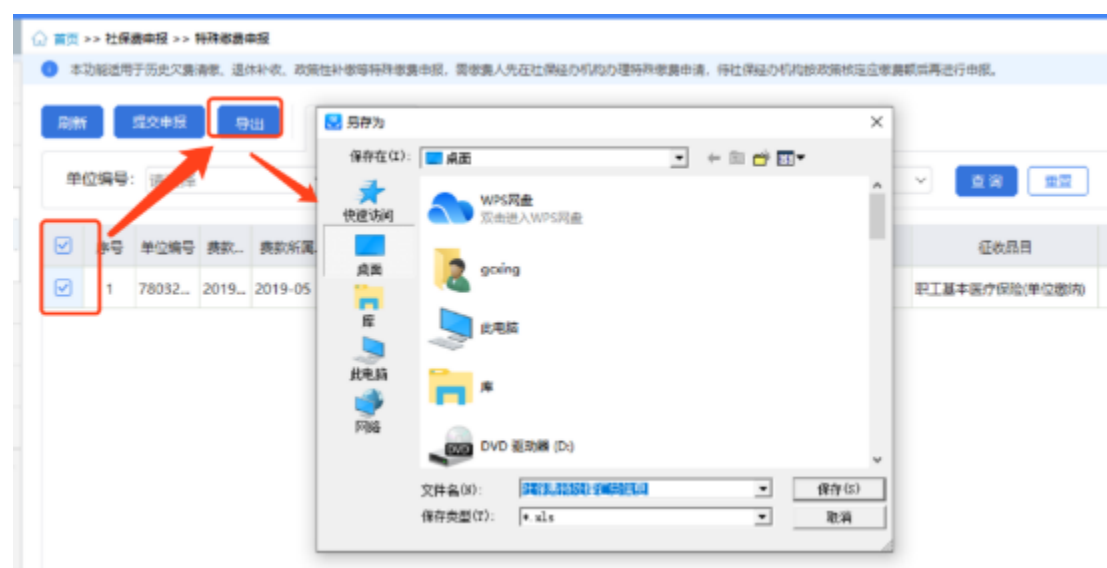 首页 >> 社保费申报 >> 特殊缴费申报
本功能适用于历史欠费清缴、退休补收、政策性补缴等特殊缴费申报，需缴费人先在社保经办机构办理特殊缴费申请，待社保经办机构按政策核定应缴费额后再进行申报。
刷新 提交申报 导出
单位编号：
查询 重置
序号 单位编号 费款... 费款所属. 征收品目
1 78032... 2019... 2019-05 职工基本医疗保险(单位缴纳)
另存为
保存在(I): 桌面
快速访问
桌面
库
此电脑
网络
WPS网盘
双击进入WPS网盘
gcxing
此电脑
库
DVD 驱动器 (D:)
文件名(N):
保存(S)
保存类型(T): *.xls
取消